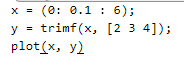 x = (0: 0.1 : 6);
y = trimf(x, [2 3 4]);
plot(x, y)